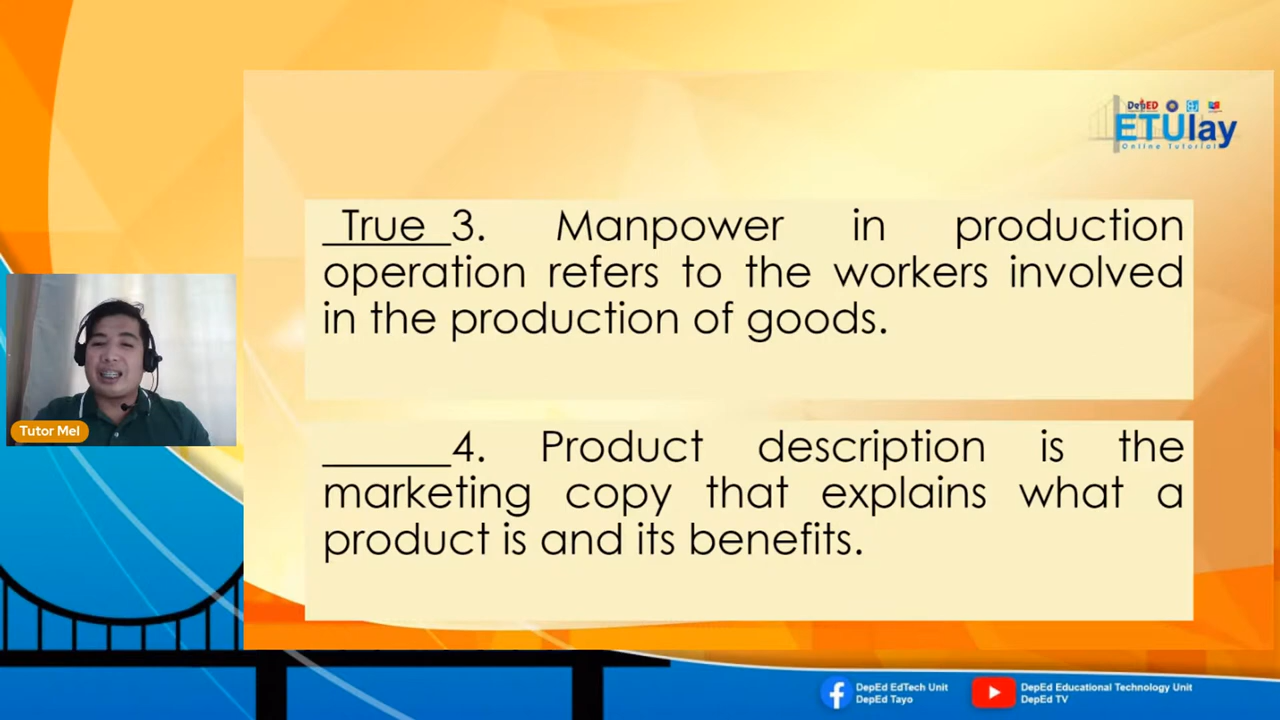 DepED
ETUlay
Online Tutorial
True 3. Manpower in production
operation refers to the workers involved
in the production of goods.
Tutor Mel
______4. Product description is the
marketing copy that explains what a
product is and its benefits.
DepEd EdTech Unit
DepEd Tayo
DepEd Educational Technology Unit
DepEd TV